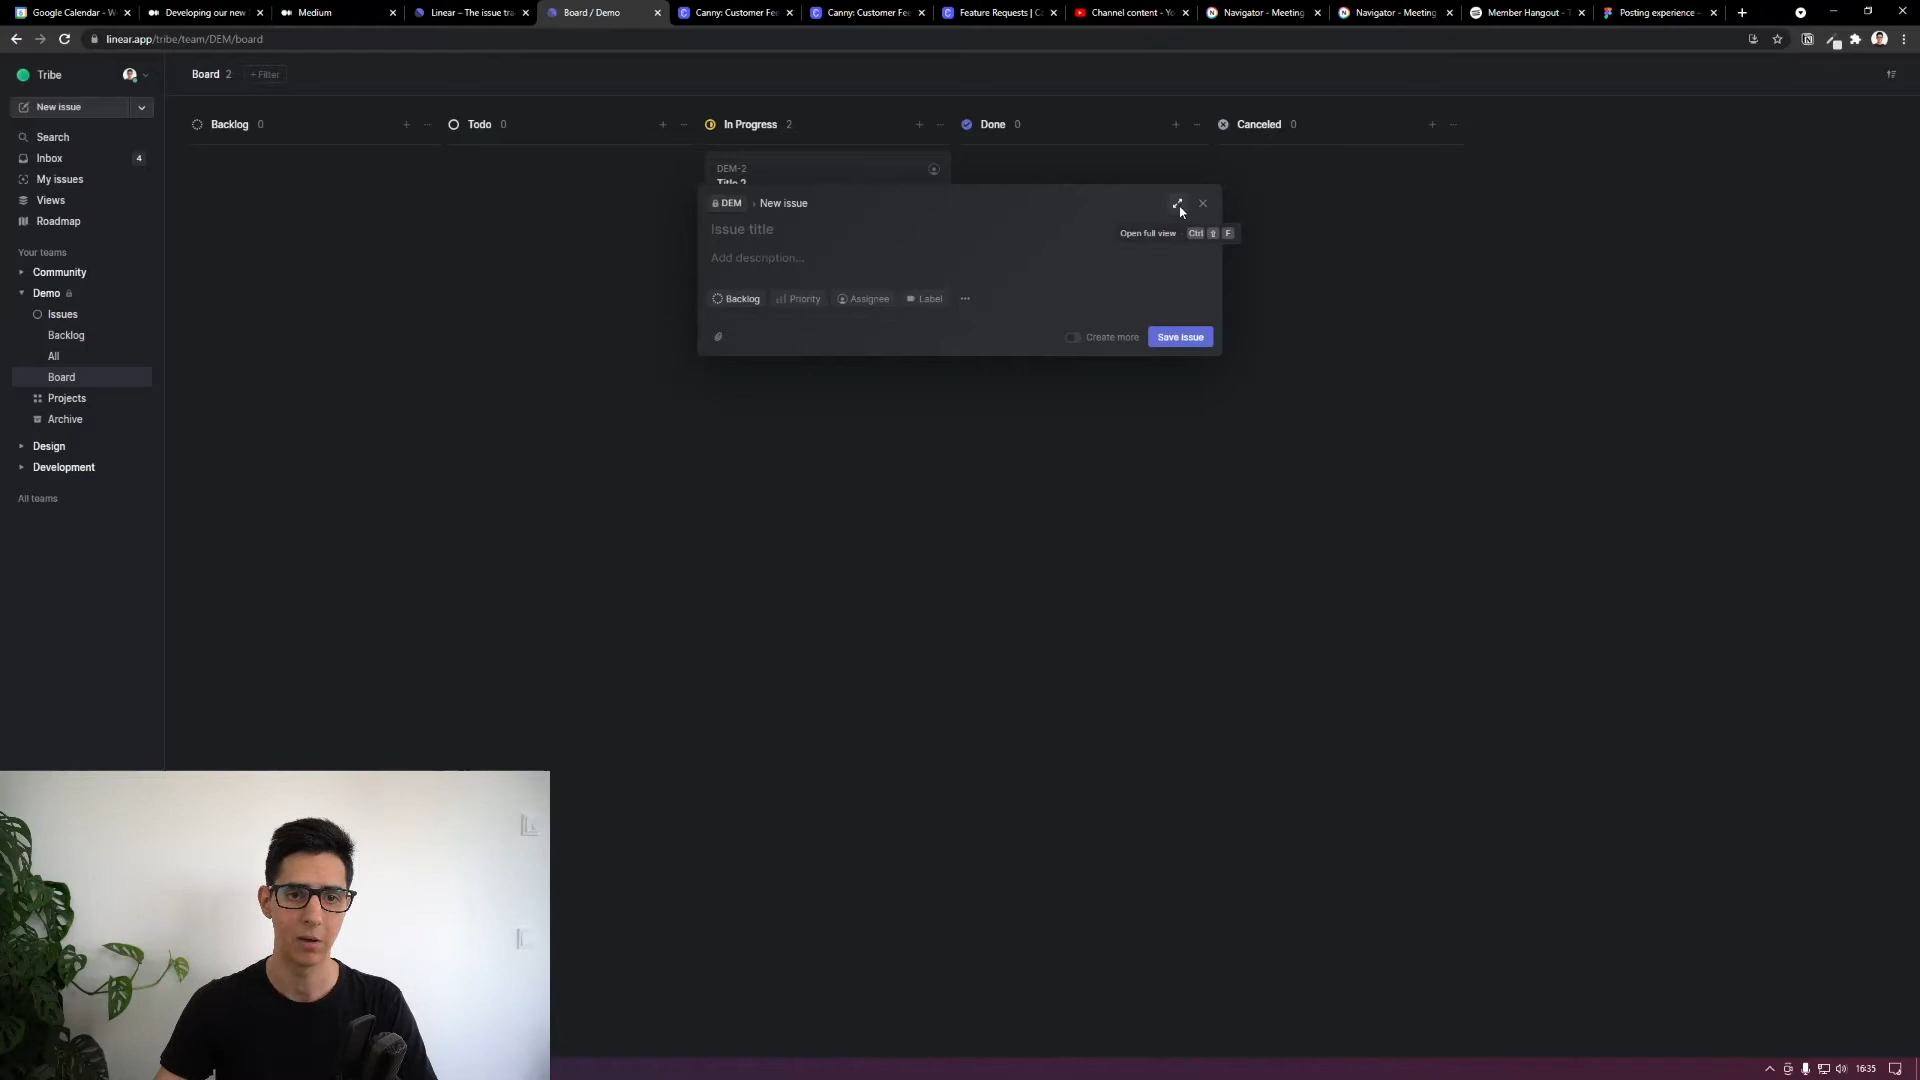 Google Calendar - W
Developing our new
Medium
Linear – The issue tra
Board / Demo
Canny: Customer Fee
Canny: Customer Fee
Feature Requests | Ca
Channel content - Yo
Navigator - Meeting
Navigator - Meeting
Member Hangout - T
Posting experience –
linear.app/tribe/team/DEM/board
Tribe
Board 2
+ Filter
New issue
Backlog 0
Todo 0
In Progress 2
Done 0
Canceled 0
Search
Inbox 4
My issues
Views
Roadmap
DEM-2
Title 2
DEM › New issue
Issue title
Open full view Ctrl ⇧ F
Add description...
Backlog
Priority
Assignee
Label
Create more
Save issue
Your teams
Community
Demo
Issues
Backlog
All
Board
Projects
Archive
Design
Development
All teams
16:35